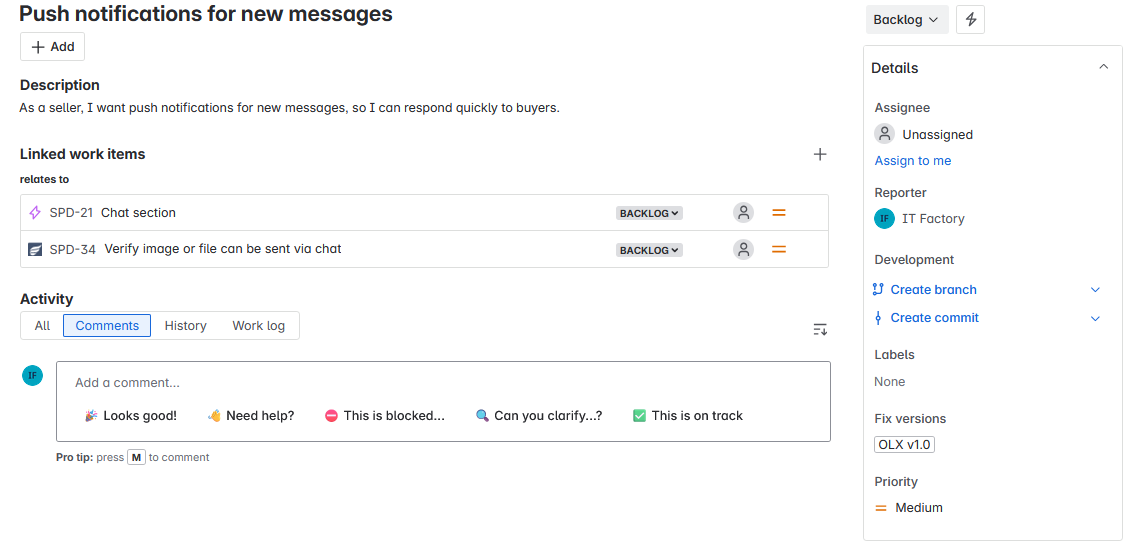 Push notifications for new messages
Add
Description
As a seller, I want push notifications for new messages, so I can respond quickly to buyers.
Linked work items
relates to
SPD-21 Chat section BACKLOG
SPD-34 Verify image or file can be sent via chat BACKLOG
Activity
All Comments History Work log
IF
Add a comment...
Looks good! Need help? This is blocked... Can you clarify...? This is on track
Pro tip: press M to comment
Backlog
Details
Assignee
Unassigned
Assign to me
Reporter
IF IT Factory
Development
Create branch
Create commit
Labels
None
Fix versions
OLX v1.0
Priority
Medium